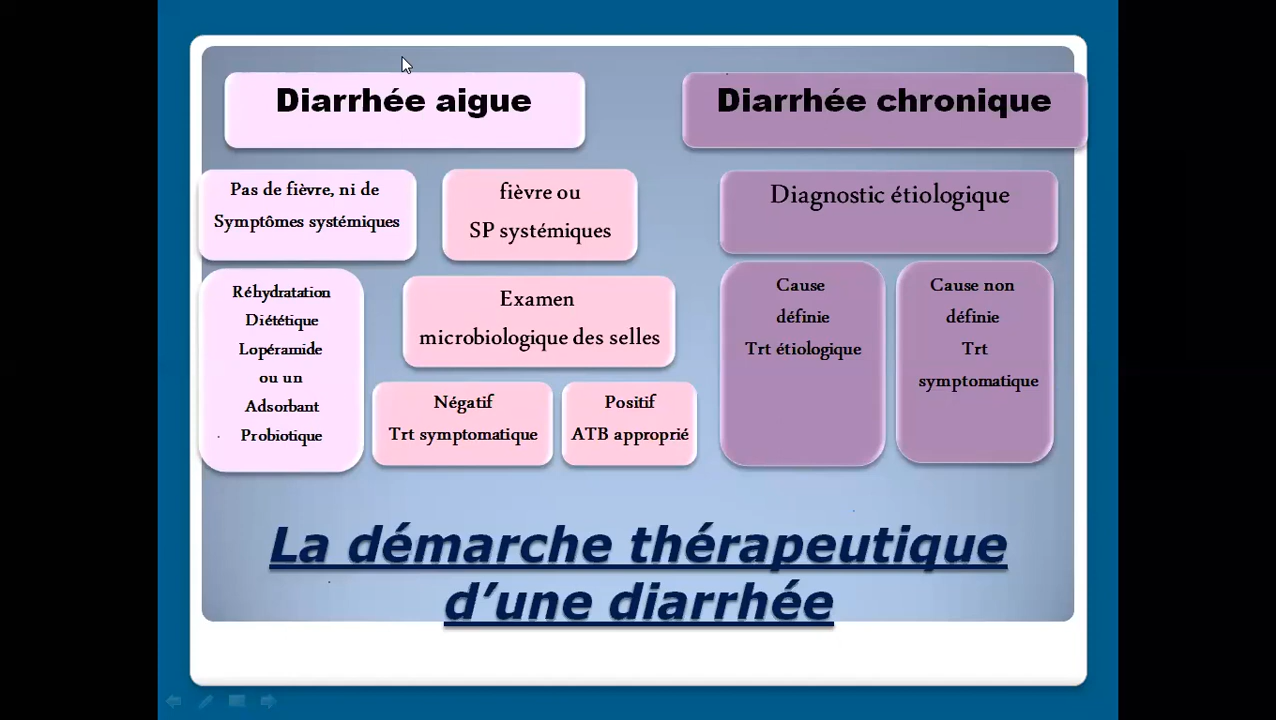 Diarrhée aigue
Diarrhée chronique
Pas de fièvre, ni de
Symptômes systémiques
fièvre ou
SP systémiques
Diagnostic étiologique
Réhydratation
Diététique
Lopéramide
ou un
Adsorbant
Probiotique
Examen
microbiologique des selles
Négatif
Trt symptomatique
Positif
ATB approprié
Cause
définie
Trt étiologique
Cause non
définie
Trt
symptomatique
La démarche thérapeutique
d’une diarrhée